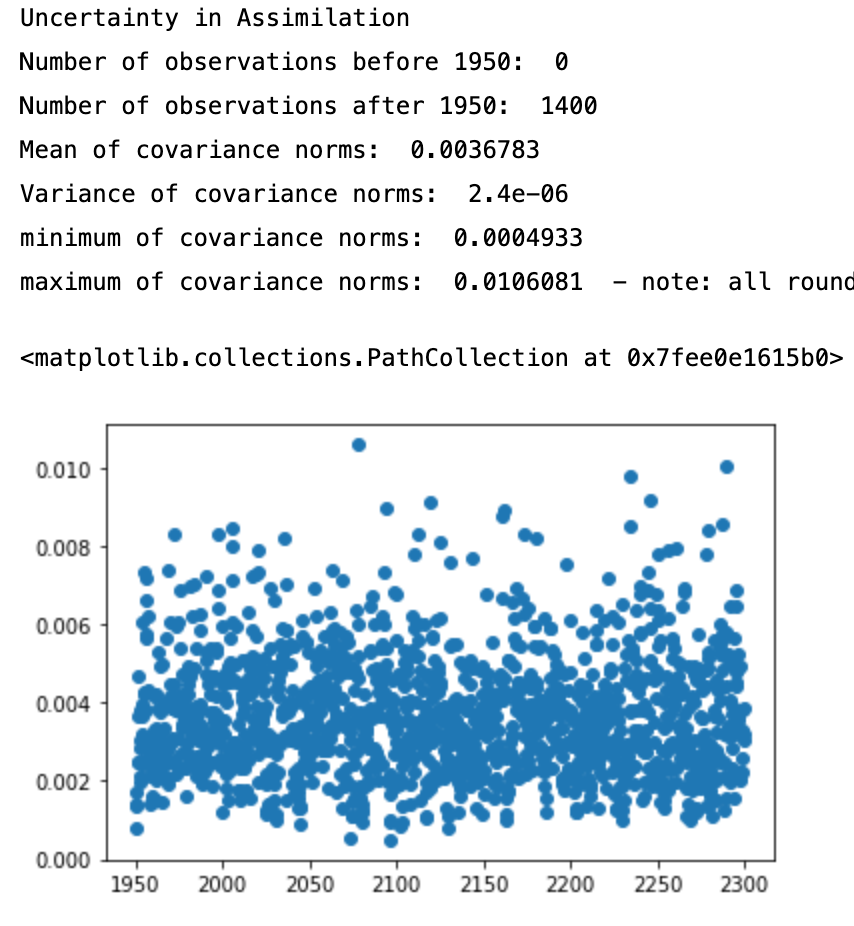 Uncertainty in Assimilation
Number of observations before 1950:  0
Number of observations after 1950:  1400
Mean of covariance norms:  0.0036783
Variance of covariance norms:  2.4e-06
minimum of covariance norms:  0.0004933
maximum of covariance norms:  0.0106081  - note: all round
<matplotlib.collections.PathCollection at 0x7fee0e1615b0>
0.010
0.008
0.006
0.004
0.002
0.000
1950 2000 2050 2100 2150 2200 2250 2300